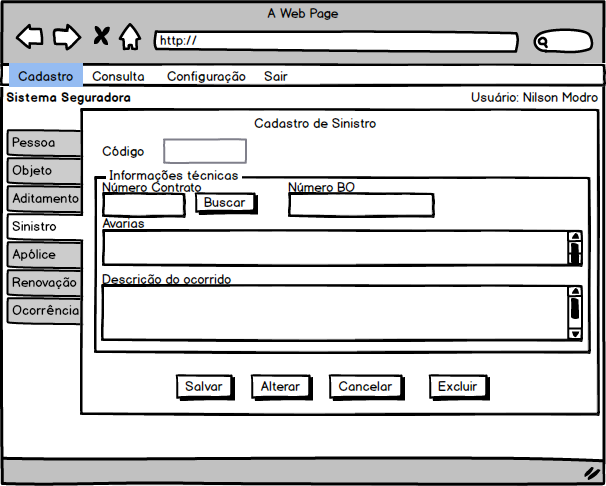 A Web Page
http://
Cadastro Consulta Configuração Sair
Sistema Seguradora Usuário: Nilson Modro
Cadastro de Sinistro
Pessoa
Objeto
Aditamento
Sinistro
Apólice
Renovação
Ocorrência
Código
Informações técnicas
Número Contrato Número BO
Buscar
Avarias
Descrição do ocorrido
Salvar Alterar Cancelar Excluir